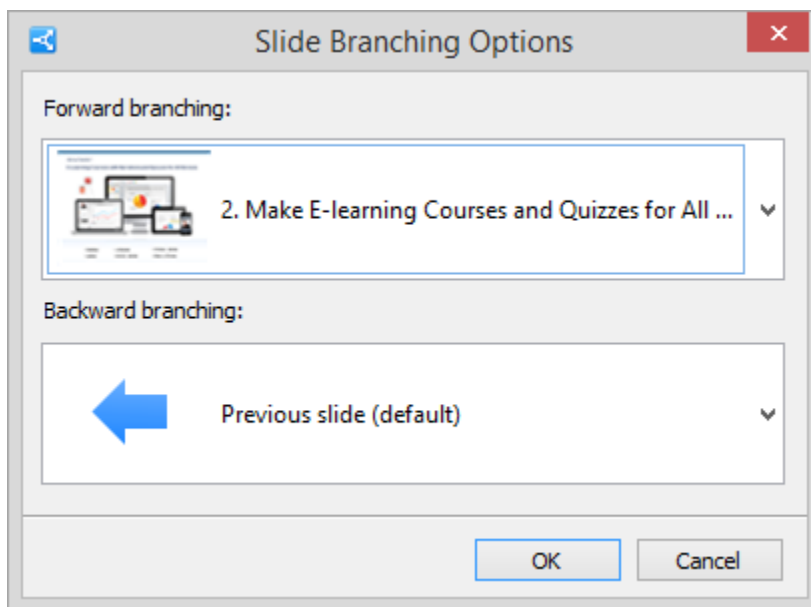 Slide Branching Options
Forward branching:
2. Make E-learning Courses and Quizzes for All ...
Backward branching:
Previous slide (default)
OK
Cancel